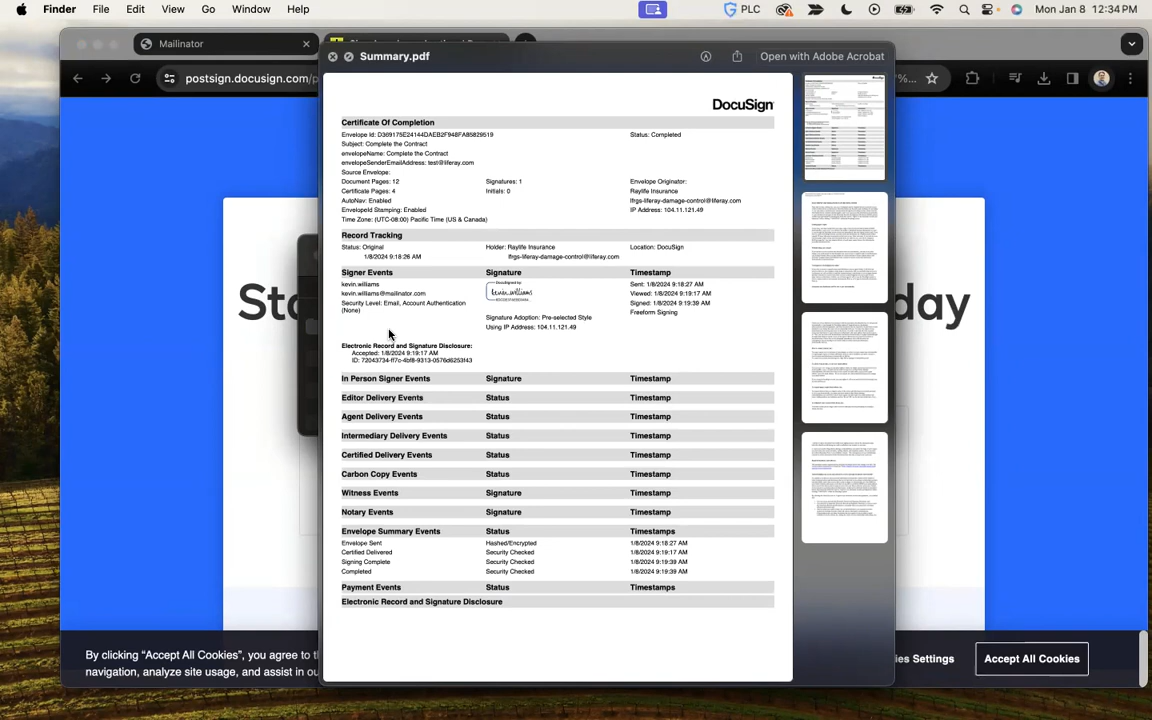 Finder File Edit View Go Window Help PLC Mon Jan 8 12:34 PM
Mailinator
postsign.docusign.com/p %...
Summary.pdf Open with Adobe Acrobat
DocuSign
Certificate Of Completion
Envelope Id: D369175E24144DAEB2F948FA85829519 Status: Completed
Subject: Complete the Contract
envelopeName: Complete the Contract
envelopeSenderEmailAddress: test@liferay.com
Source Envelope:
Document Pages: 12 Signatures: 1 Envelope Originator:
Certificate Pages: 4 Initials: 0 Raylife Insurance
AutoNav: Enabled lfrgs-liferay-damage-control@liferay.com
EnvelopeId Stamping: Enabled IP Address: 104.11.121.49
Time Zone: (UTC-08:00) Pacific Time (US & Canada)
Record Tracking
Status: Original Holder: Raylife Insurance Location: DocuSign
1/8/2024 9:18:26 AM lfrgs-liferay-damage-control@liferay.com
Signer Events Signature Timestamp
kevin.williams Sent: 1/8/2024 9:18:27 AM
kevin.williams@mailinator.com kevin.williams Viewed: 1/8/2024 9:19:17 AM
Security Level: Email, Account Authentication Signed: 1/8/2024 9:19:39 AM
(None) Freeform Signing
Signature Adoption: Pre-selected Style
Using IP Address: 104.11.121.49
Electronic Record and Signature Disclosure:
Accepted: 1/8/2024 9:19:17 AM
In Person Signer Events Signature Timestamp
Editor Delivery Events Status Timestamp
Agent Delivery Events Status Timestamp
Intermediary Delivery Events Status Timestamp
Certified Delivery Events Status Timestamp
Carbon Copy Events Status Timestamp
Witness Events Signature Timestamp
Notary Events Signature Timestamp
Envelope Summary Events Status Timestamps
Envelope Sent Hashed/Encrypted 1/8/2024 9:18:27 AM
Certified Delivered Security Checked 1/8/2024 9:19:17 AM
Signing Complete Security Checked 1/8/2024 9:19:39 AM
Completed Security Checked 1/8/2024 9:19:39 AM
Payment Events Status Timestamps
Electronic Record and Signature Disclosure
Sta day
By clicking “Accept All Cookies”, you agree to t
navigation, analyze site usage, and assist in ou
ies Settings Accept All Cookies